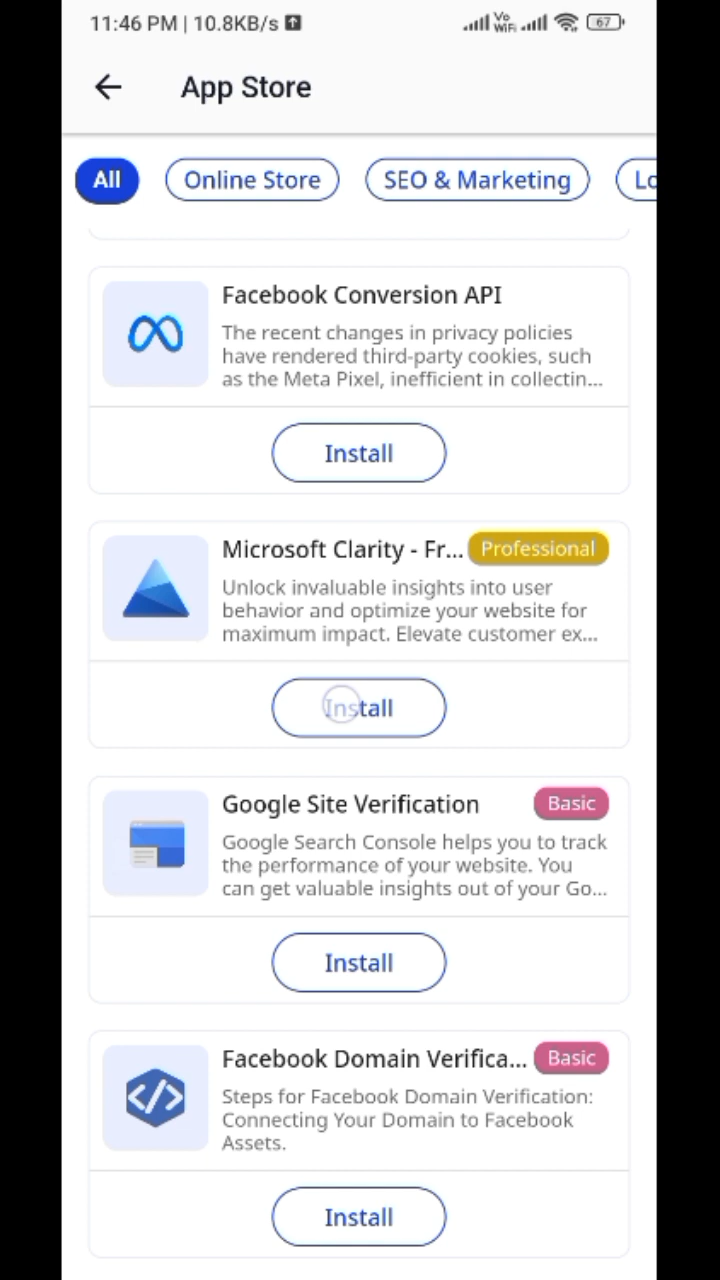 11:46 PM | 10.8KB/s
Vo
WiFi
67
App Store
All
Online Store
SEO & Marketing
Lo
Facebook Conversion API
The recent changes in privacy policies
have rendered third-party cookies, such
as the Meta Pixel, inefficient in collectin...
Install
Microsoft Clarity - Fr...
Professional
Unlock invaluable insights into user
behavior and optimize your website for
maximum impact. Elevate customer ex...
Install
Google Site Verification
Basic
Google Search Console helps you to track
the performance of your website. You
can get valuable insights out of your Go...
Install
Facebook Domain Verifica...
Basic
Steps for Facebook Domain Verification:
Connecting Your Domain to Facebook
Assets.
Install